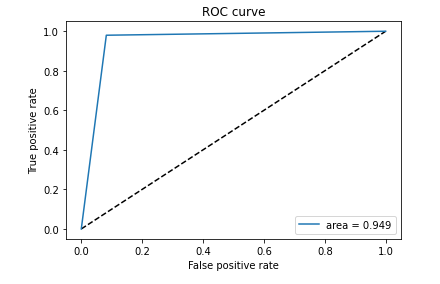 ROC curve
True positive rate
1.0
0.8
0.6
0.4
0.2
0.0
area = 0.949
0.0 0.2 0.4 0.6 0.8 1.0
False positive rate